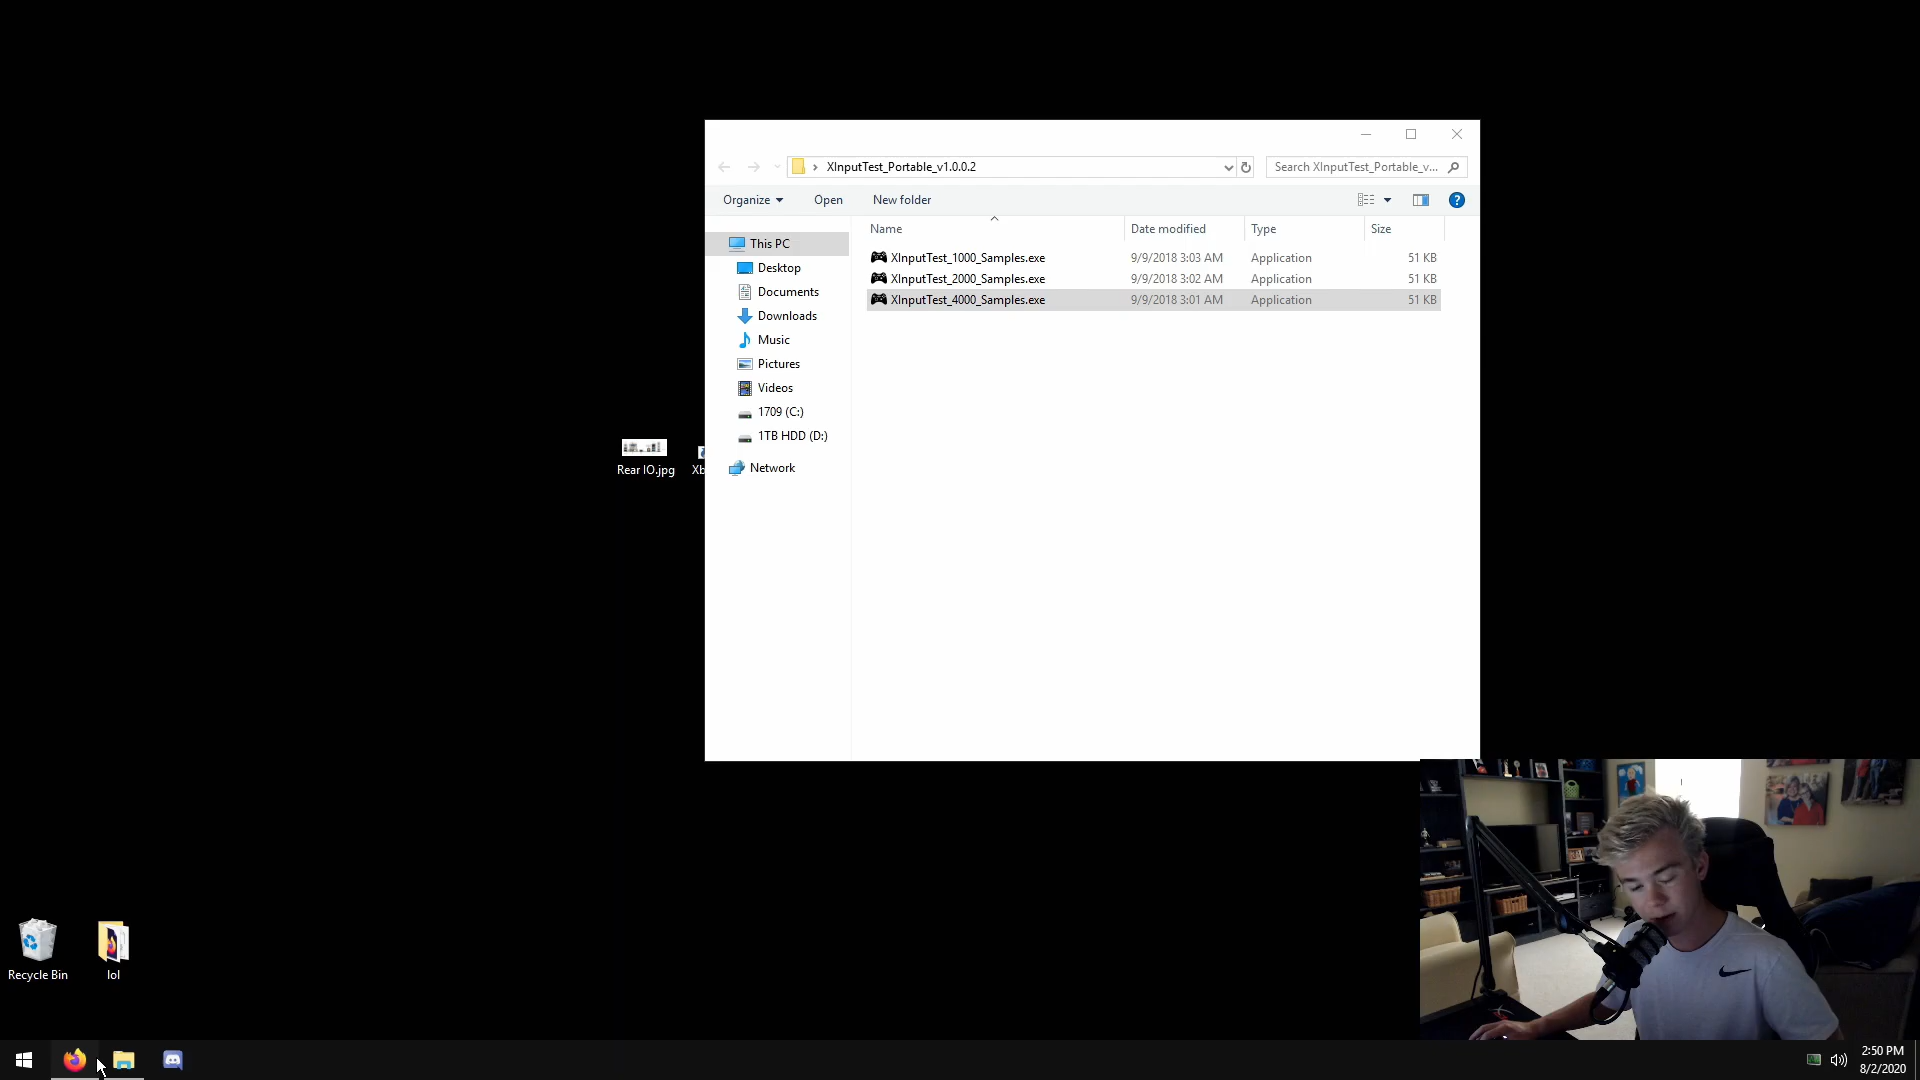 XInputTest_Portable_v1.0.0.2
Search XInputTest_Portable_v...
Organize
Open
New folder
?
Name
Date modified
Type
Size
This PC
Desktop
Documents
Downloads
Music
Pictures
Videos
1709 (C:)
1TB HDD (D:)
Network
XInputTest_1000_Samples.exe 9/9/2018 3:03 AM Application 51 KB
XInputTest_2000_Samples.exe 9/9/2018 3:02 AM Application 51 KB
XInputTest_4000_Samples.exe 9/9/2018 3:01 AM Application 51 KB
Rear IO.jpg
Xb
Recycle Bin
lol
2:50 PM
8/2/2020